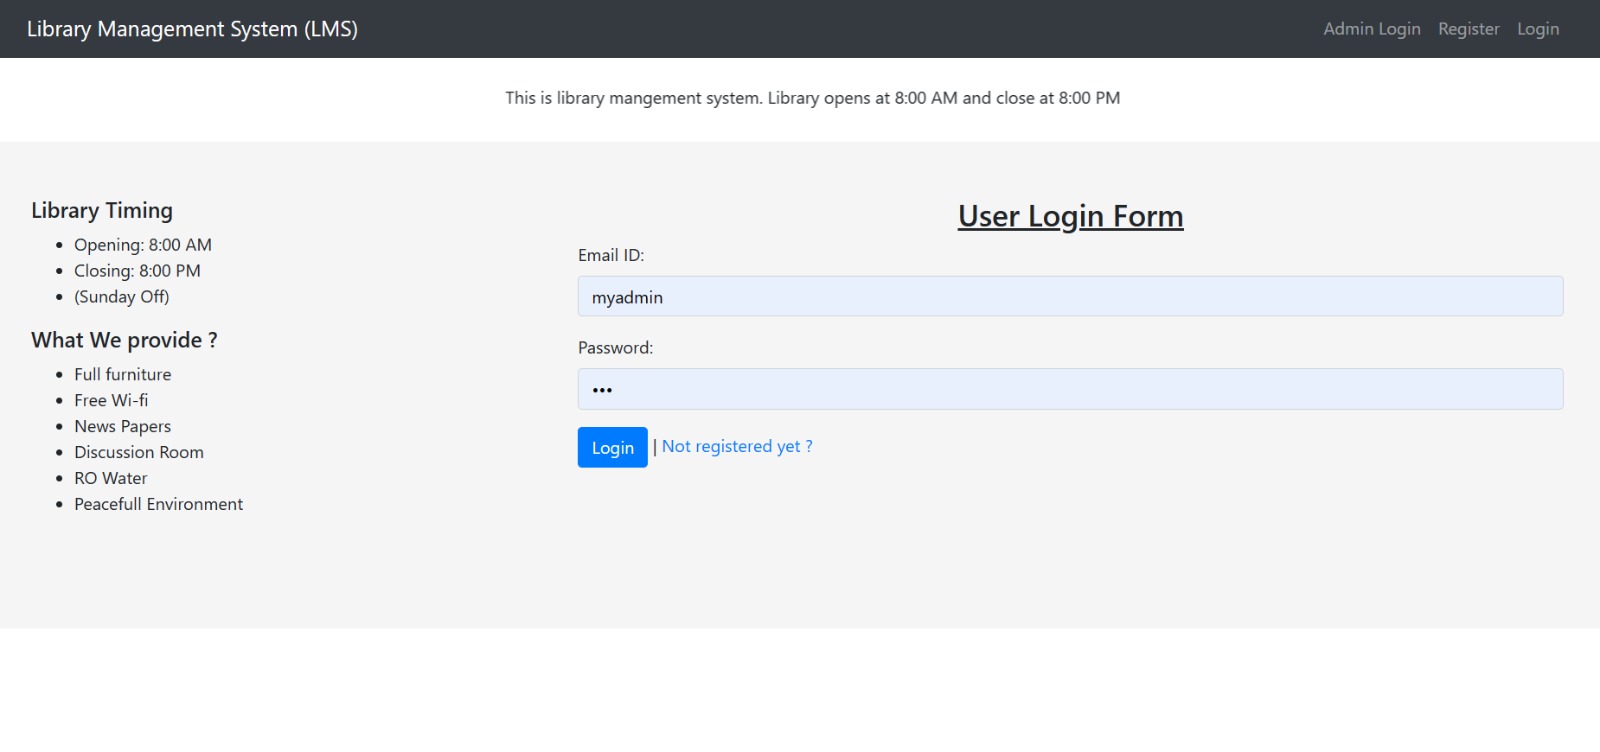 Library Management System (LMS)
Admin Login Register Login
This is library mangement system. Library opens at 8:00 AM and close at 8:00 PM
Library Timing
Opening: 8:00 AM
Closing: 8:00 PM
(Sunday Off)
What We provide ?
Full furniture
Free Wi-fi
News Papers
Discussion Room
RO Water
Peacefull Environment
User Login Form
Email ID:
myadmin
Password:
•••
Login | Not registered yet ?